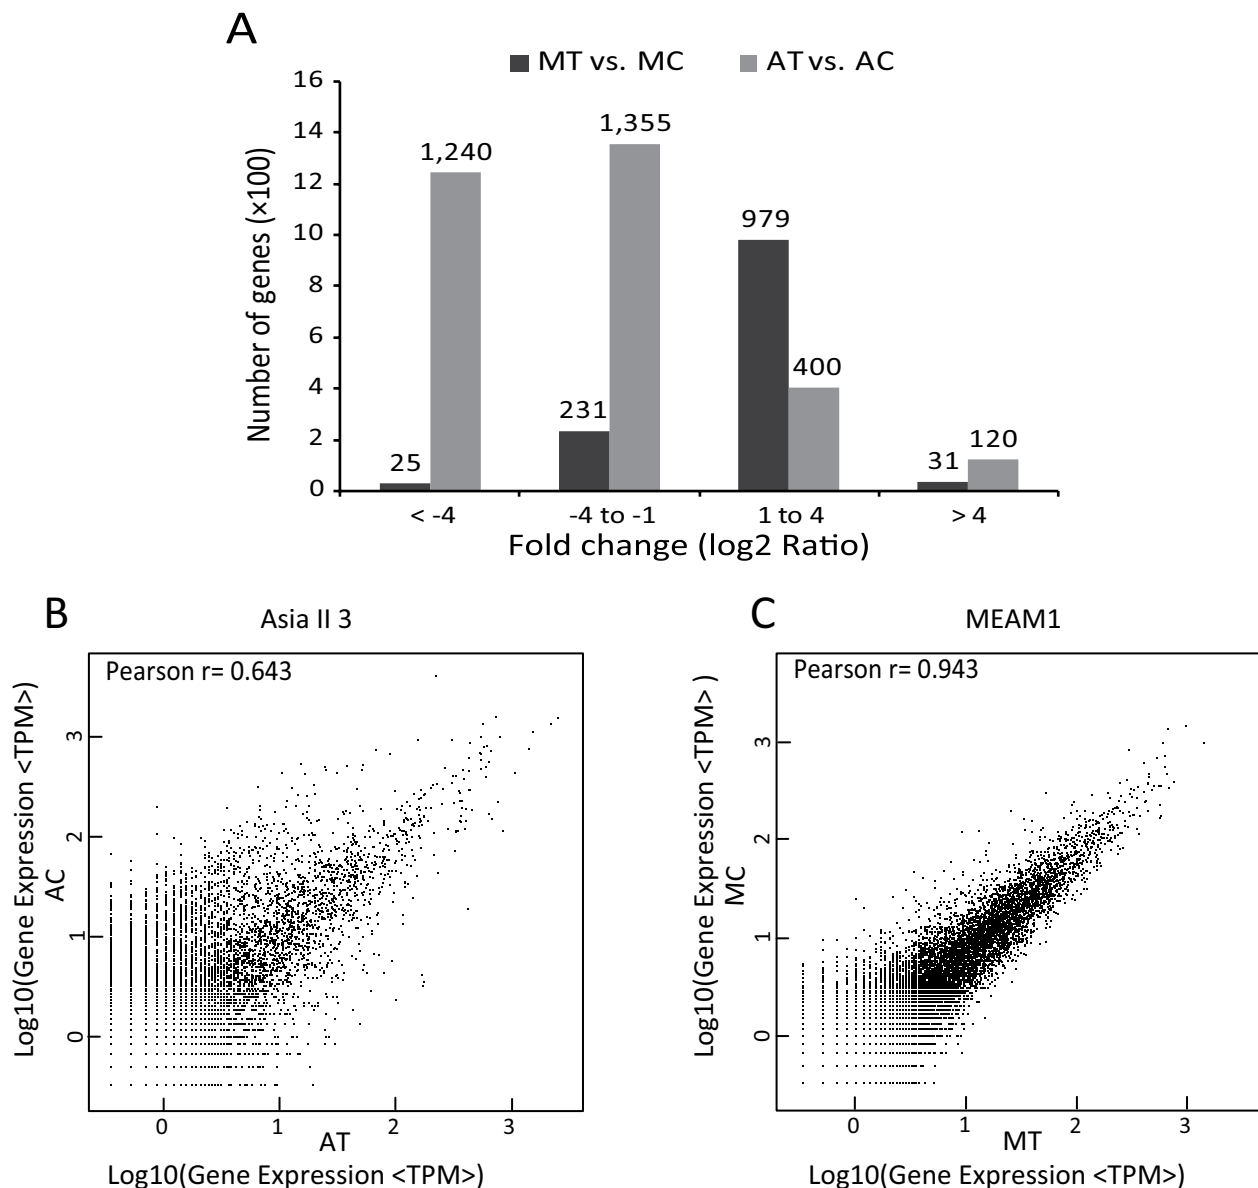 A
MT vs. MC
AT vs. AC
16
14
12
10
8
6
4
2
0
Number of genes (×100)
1,240
1,355
979
400
231
25
31
120
< -4
-4 to -1
1 to 4
> 4
Fold change (log2 Ratio)
B
Asia II 3
Pearson r= 0.643
Log10(Gene Expression <TPM>)
AC
3
2
1
0
0
1
2
3
AT
Log10(Gene Expression <TPM>)
C
MEAM1
Pearson r= 0.943
Log10(Gene Expression <TPM> )
MC
3
2
1
0
0
1
2
3
MT
Log10(Gene Expression <TPM>)